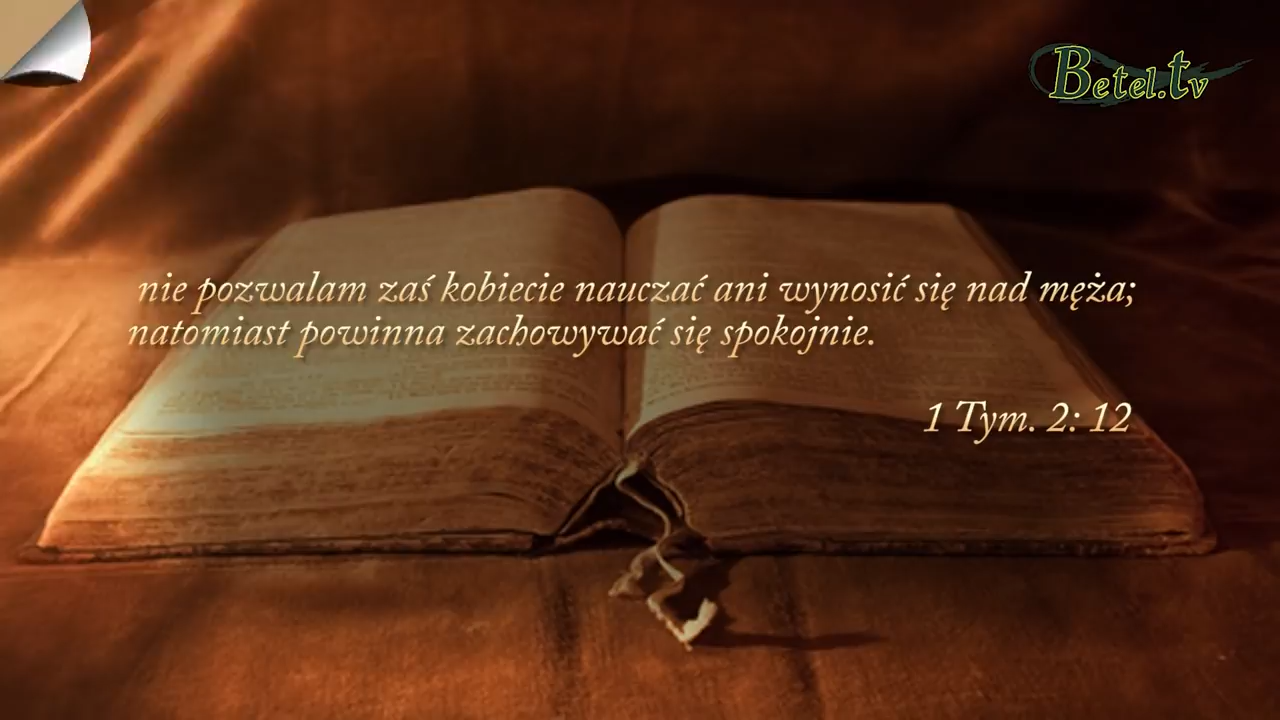 Betel.tv
nie pozwalam zaś kobiecie nauczać ani wynosić się nad męża;
natomiast powinna zachowywać się spokojnie.
1 Tym. 2: 12